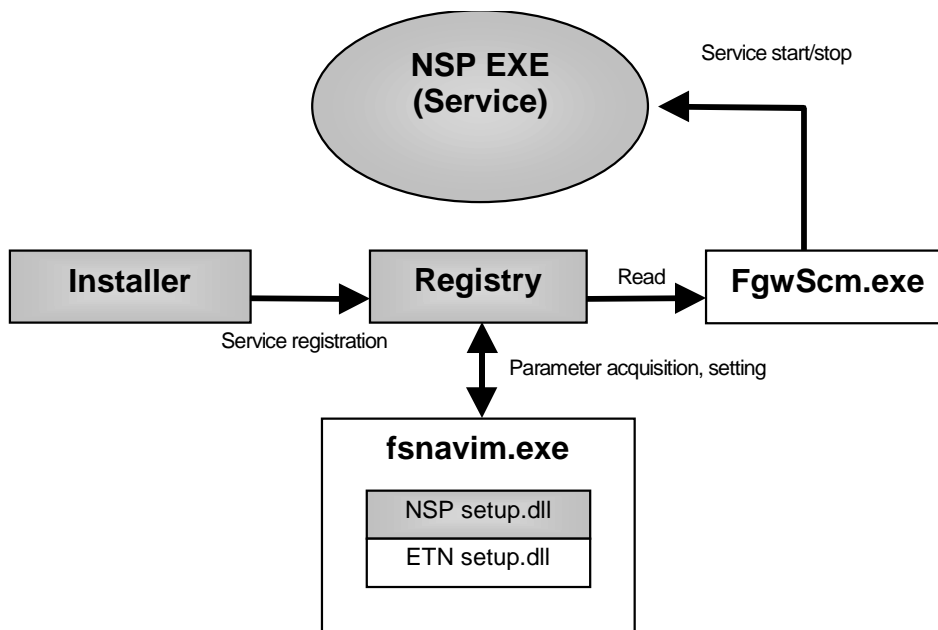 NSP EXE
(Service)
Service start/stop
Installer
Registry
Read
FgwScm.exe
Service registration
Parameter acquisition, setting
fsnavim.exe
NSP setup.dll
ETN setup.dll